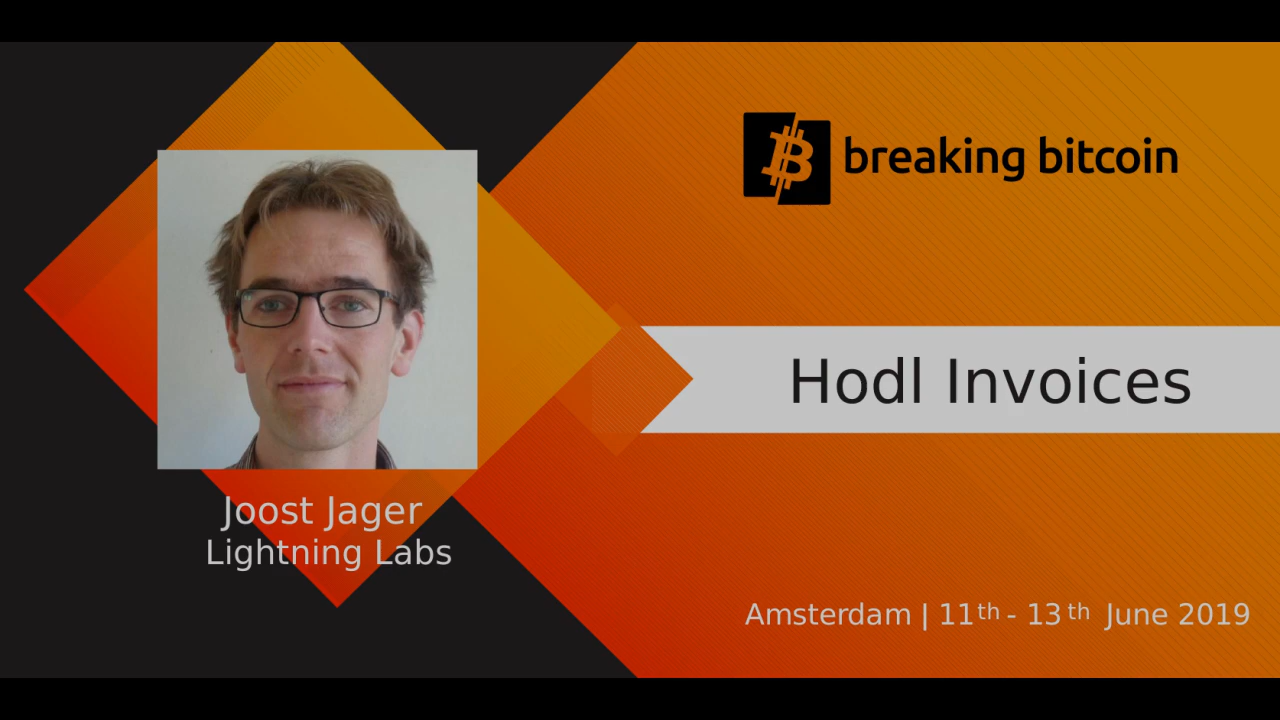 breaking bitcoin
Hodl Invoices
Joost Jager
Lightning Labs
Amsterdam | 11th - 13th June 2019